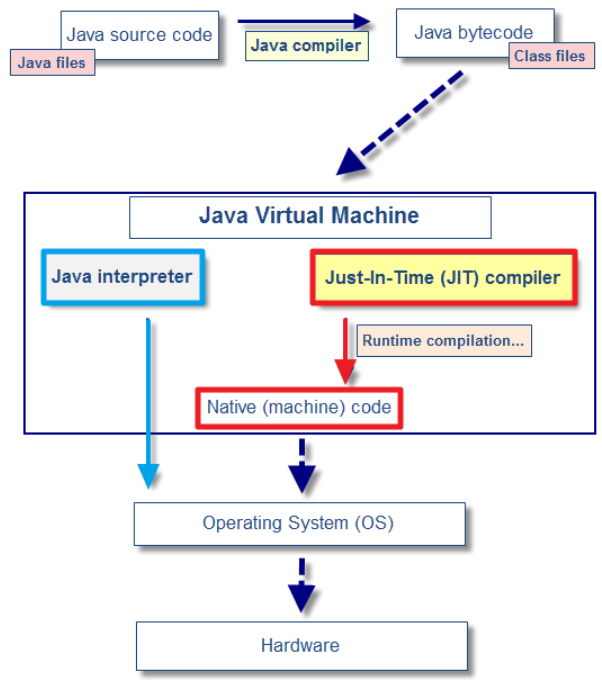 Java source code
Java files
Java compiler
Java bytecode
Class files
Java Virtual Machine
Java interpreter
Just-In-Time (JIT) compiler
Runtime compilation...
Native (machine) code
Operating System (OS)
Hardware